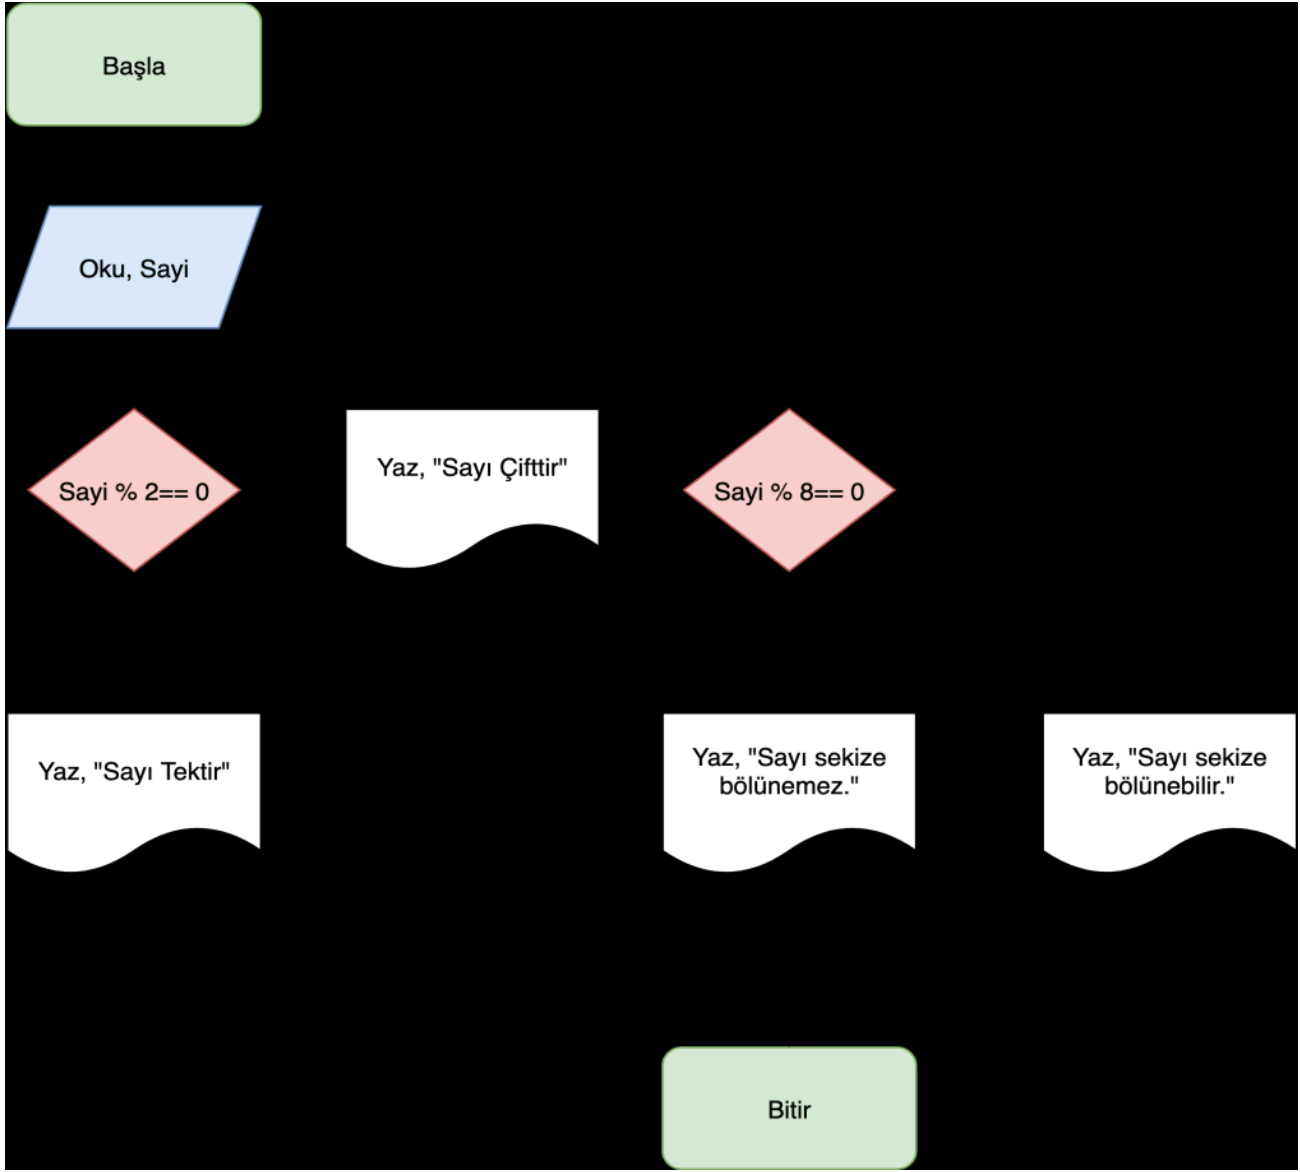 Başla
Oku, Sayi
Sayi % 2== 0
Yaz, "Sayı Çifttir"
Sayi % 8== 0
Yaz, "Sayı Tektir"
Yaz, "Sayı sekize
bölünemez."
Yaz, "Sayı sekize
bölünebilir."
Bitir